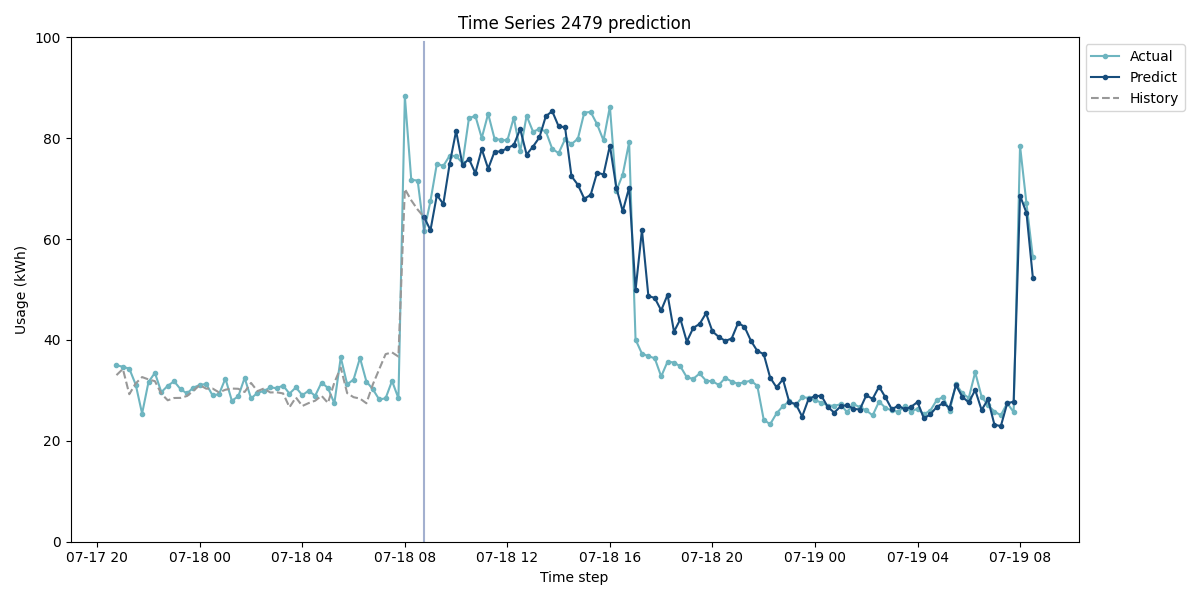 Time Series 2479 prediction
100
80
60
40
20
0
Usage (kWh)
07-17 20
07-18 00
07-18 04
07-18 08
07-18 12
07-18 16
07-18 20
07-19 00
07-19 04
07-19 08
Time step
Actual
Predict
History